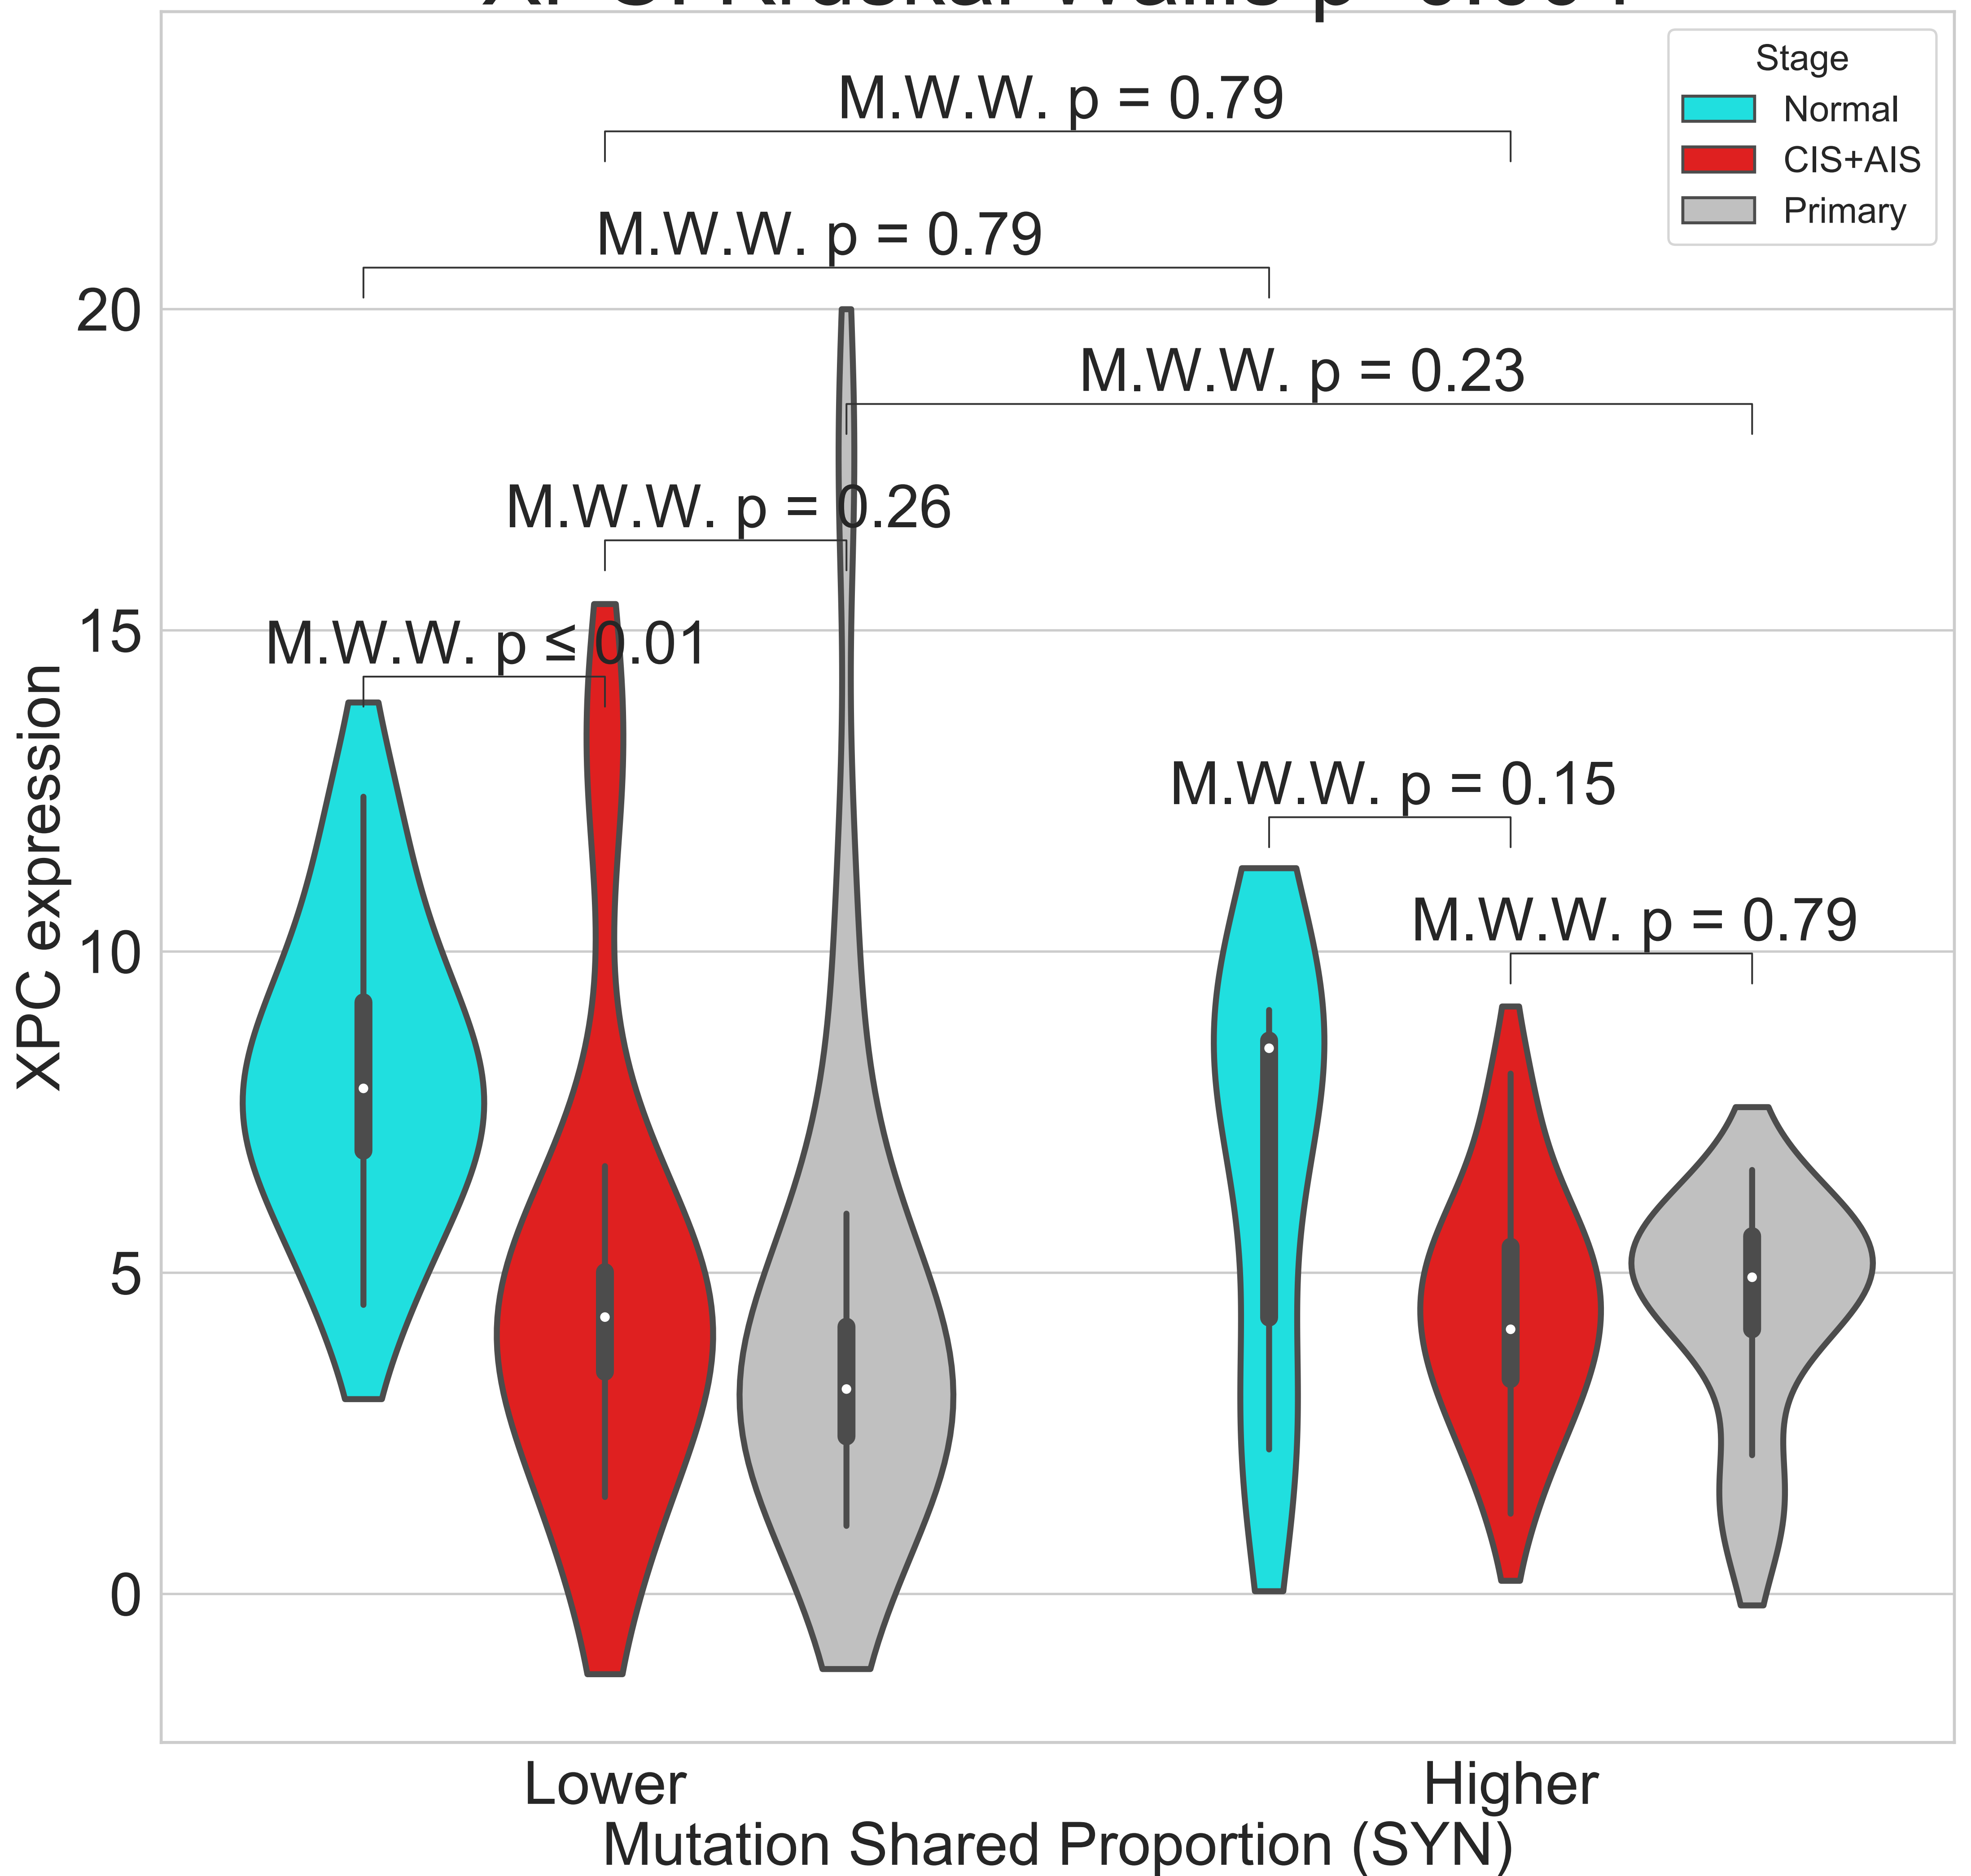 Stage
Normal
CIS+AIS
Primary
M.W.W. p = 0.79
M.W.W. p = 0.79
M.W.W. p = 0.23
M.W.W. p = 0.26
M.W.W. p ≤ 0.01
M.W.W. p = 0.15
M.W.W. p = 0.79
20
15
10
5
0
XPC expression
Lower
Higher
Mutation Shared Proportion (SYN)